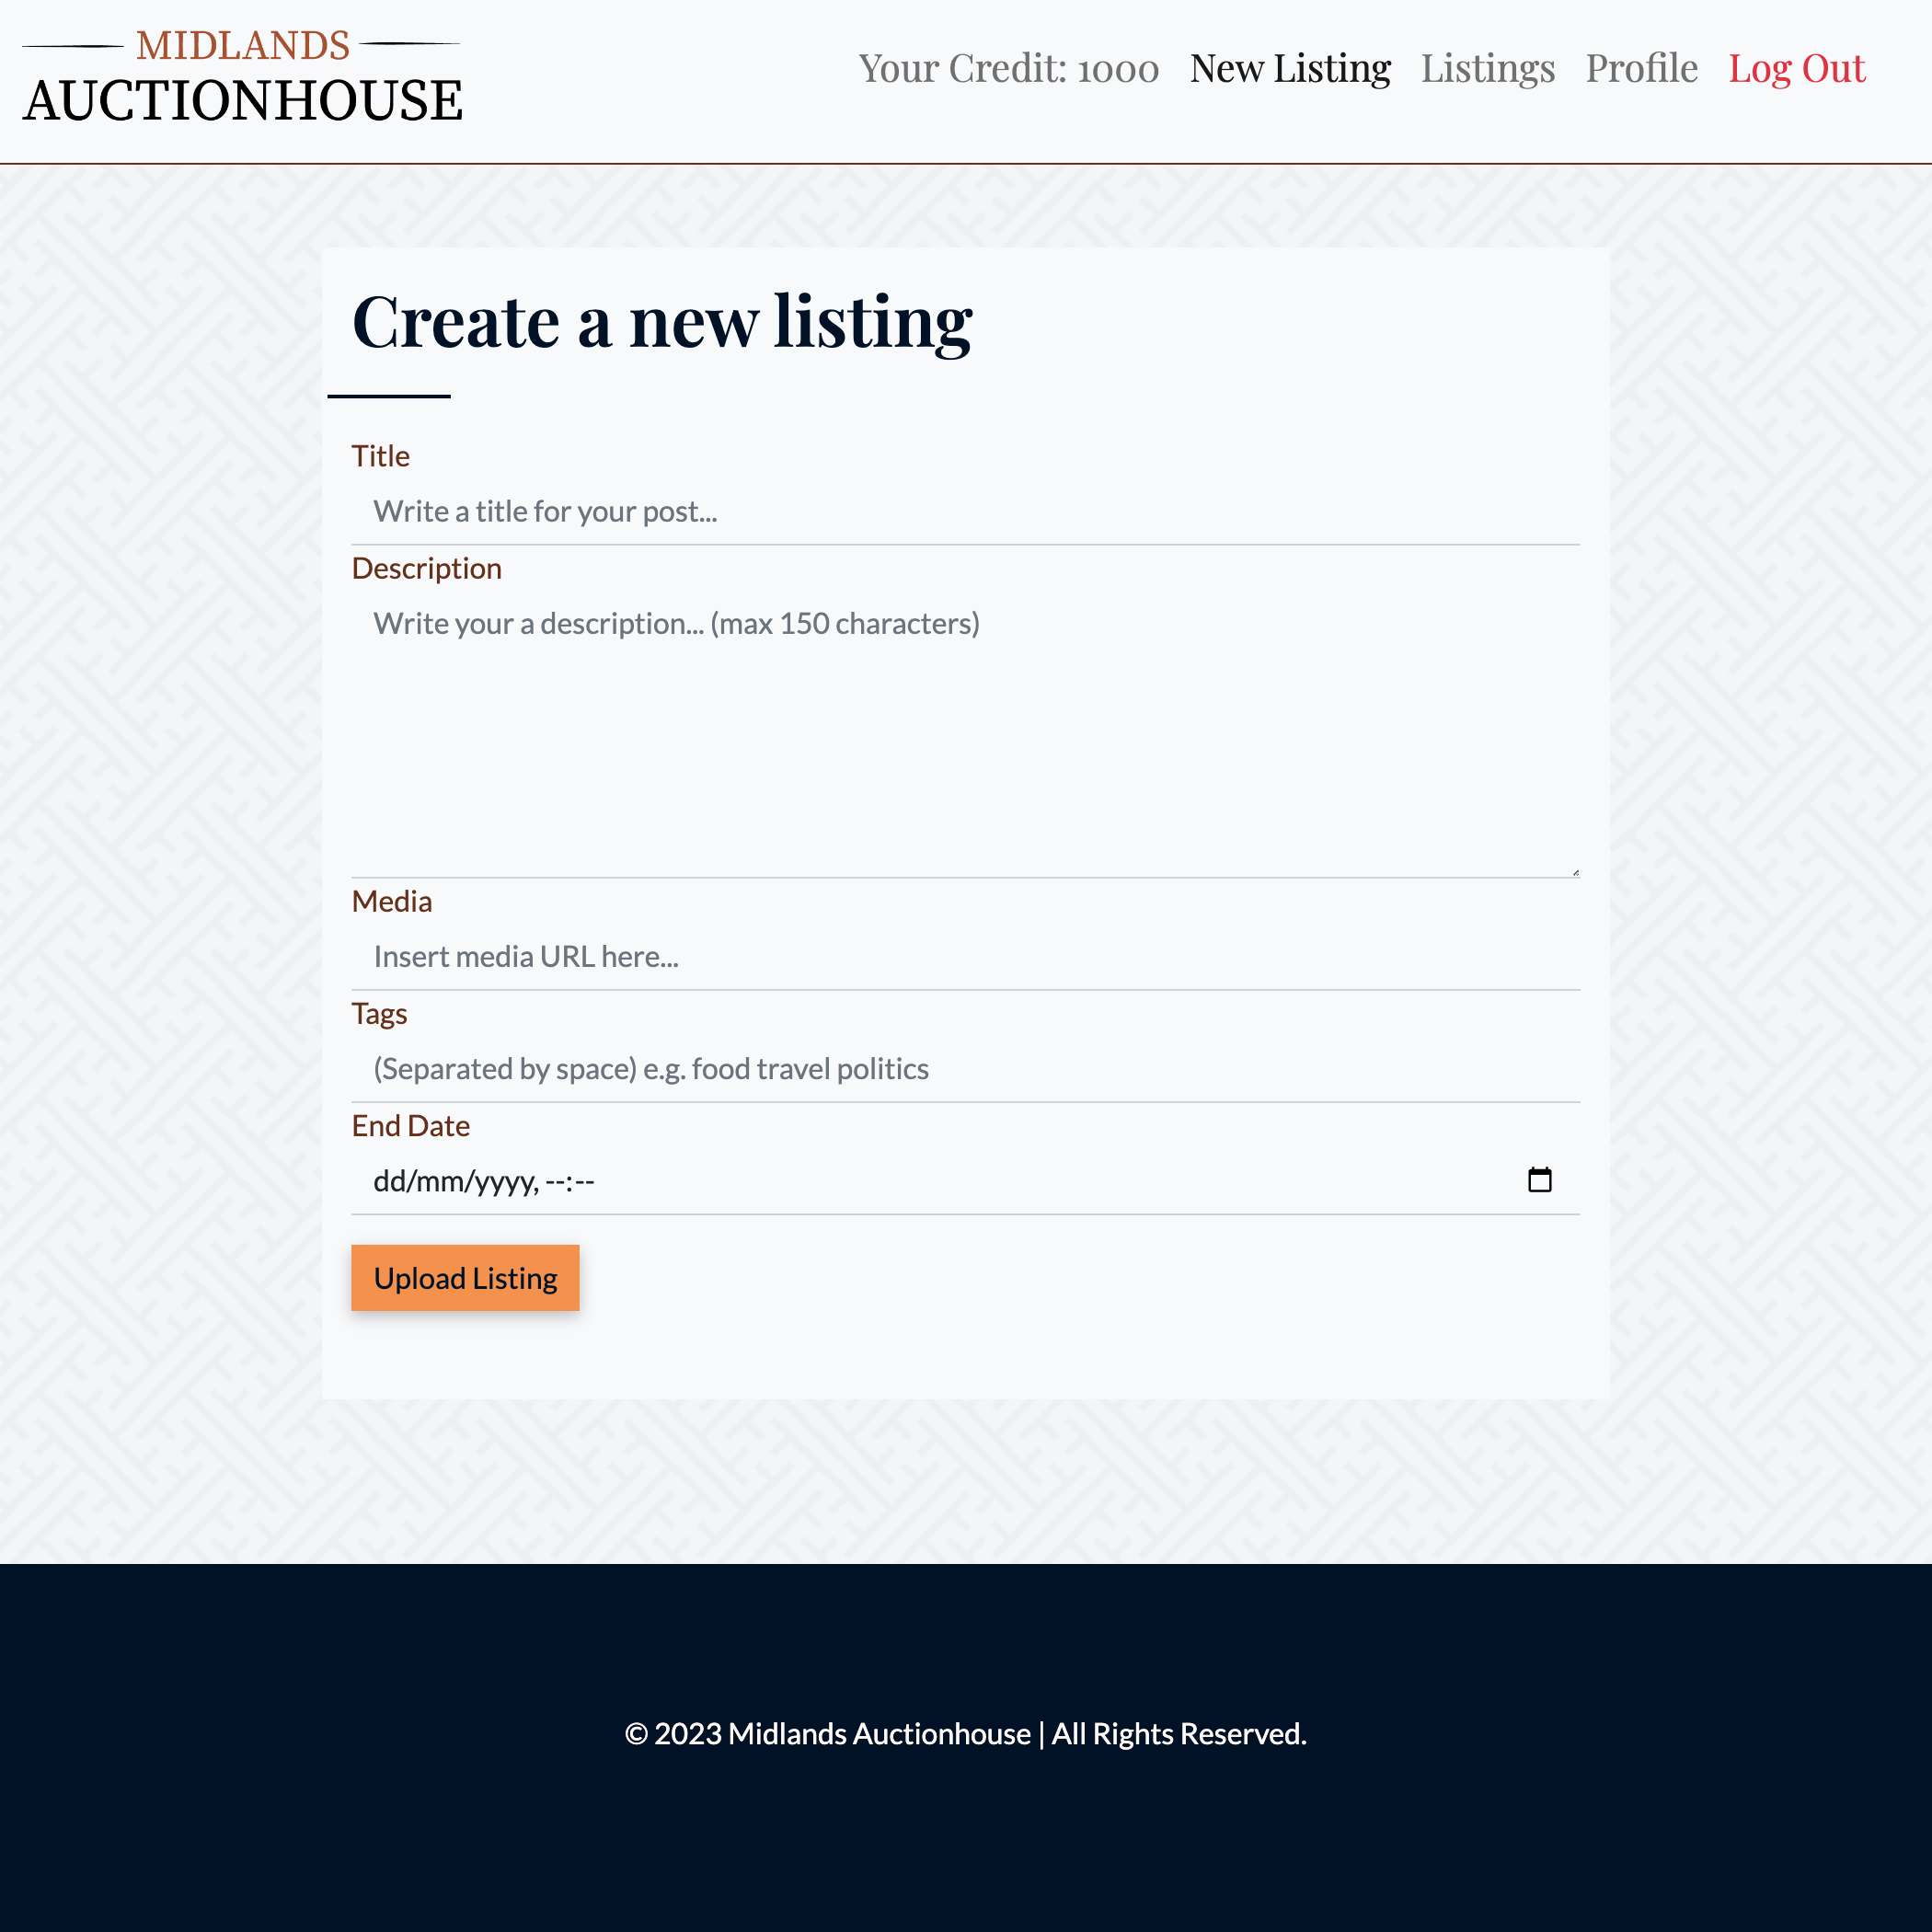 MIDLANDS
AUCTIONHOUSE
Your Credit: 1000 New Listing Listings Profile Log Out
Create a new listing
Title
Write a title for your post...
Description
Write your a description... (max 150 characters)
Media
Insert media URL here...
Tags
(Separated by space) e.g. food travel politics
End Date
dd/mm/yyyy, --:--
Upload Listing
© 2023 Midlands Auctionhouse | All Rights Reserved.